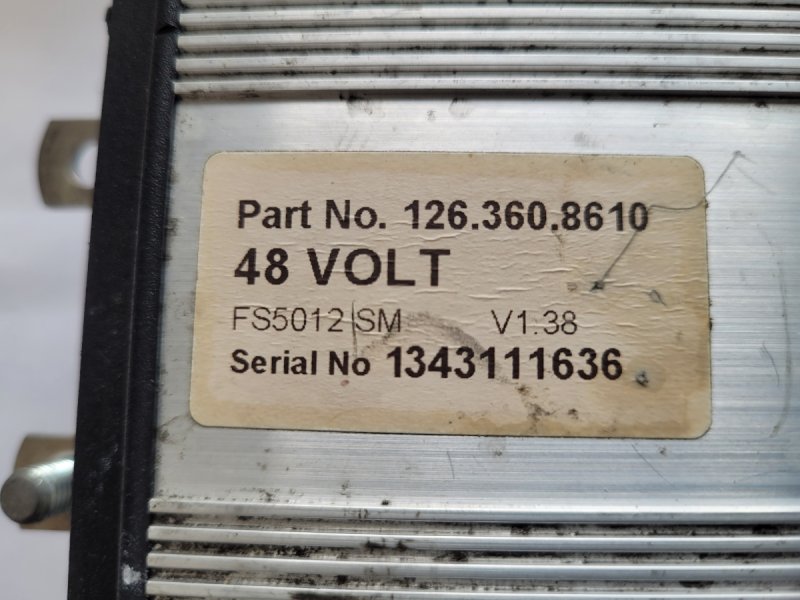 Part No. 126.360.8610
48 VOLT
FS5012 SM V1.38
Serial No 1343111636